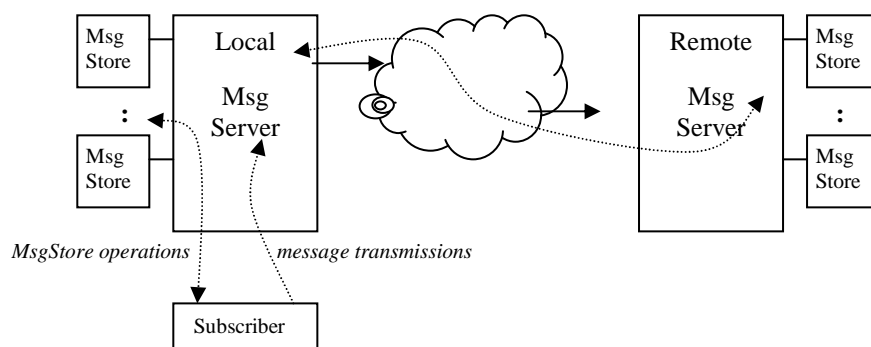 Msg
Store
:
Msg
Store
Local
Msg
Server
Remote
Msg
Server
Msg
Store
:
Msg
Store
MsgStore operations
message transmissions
Subscriber